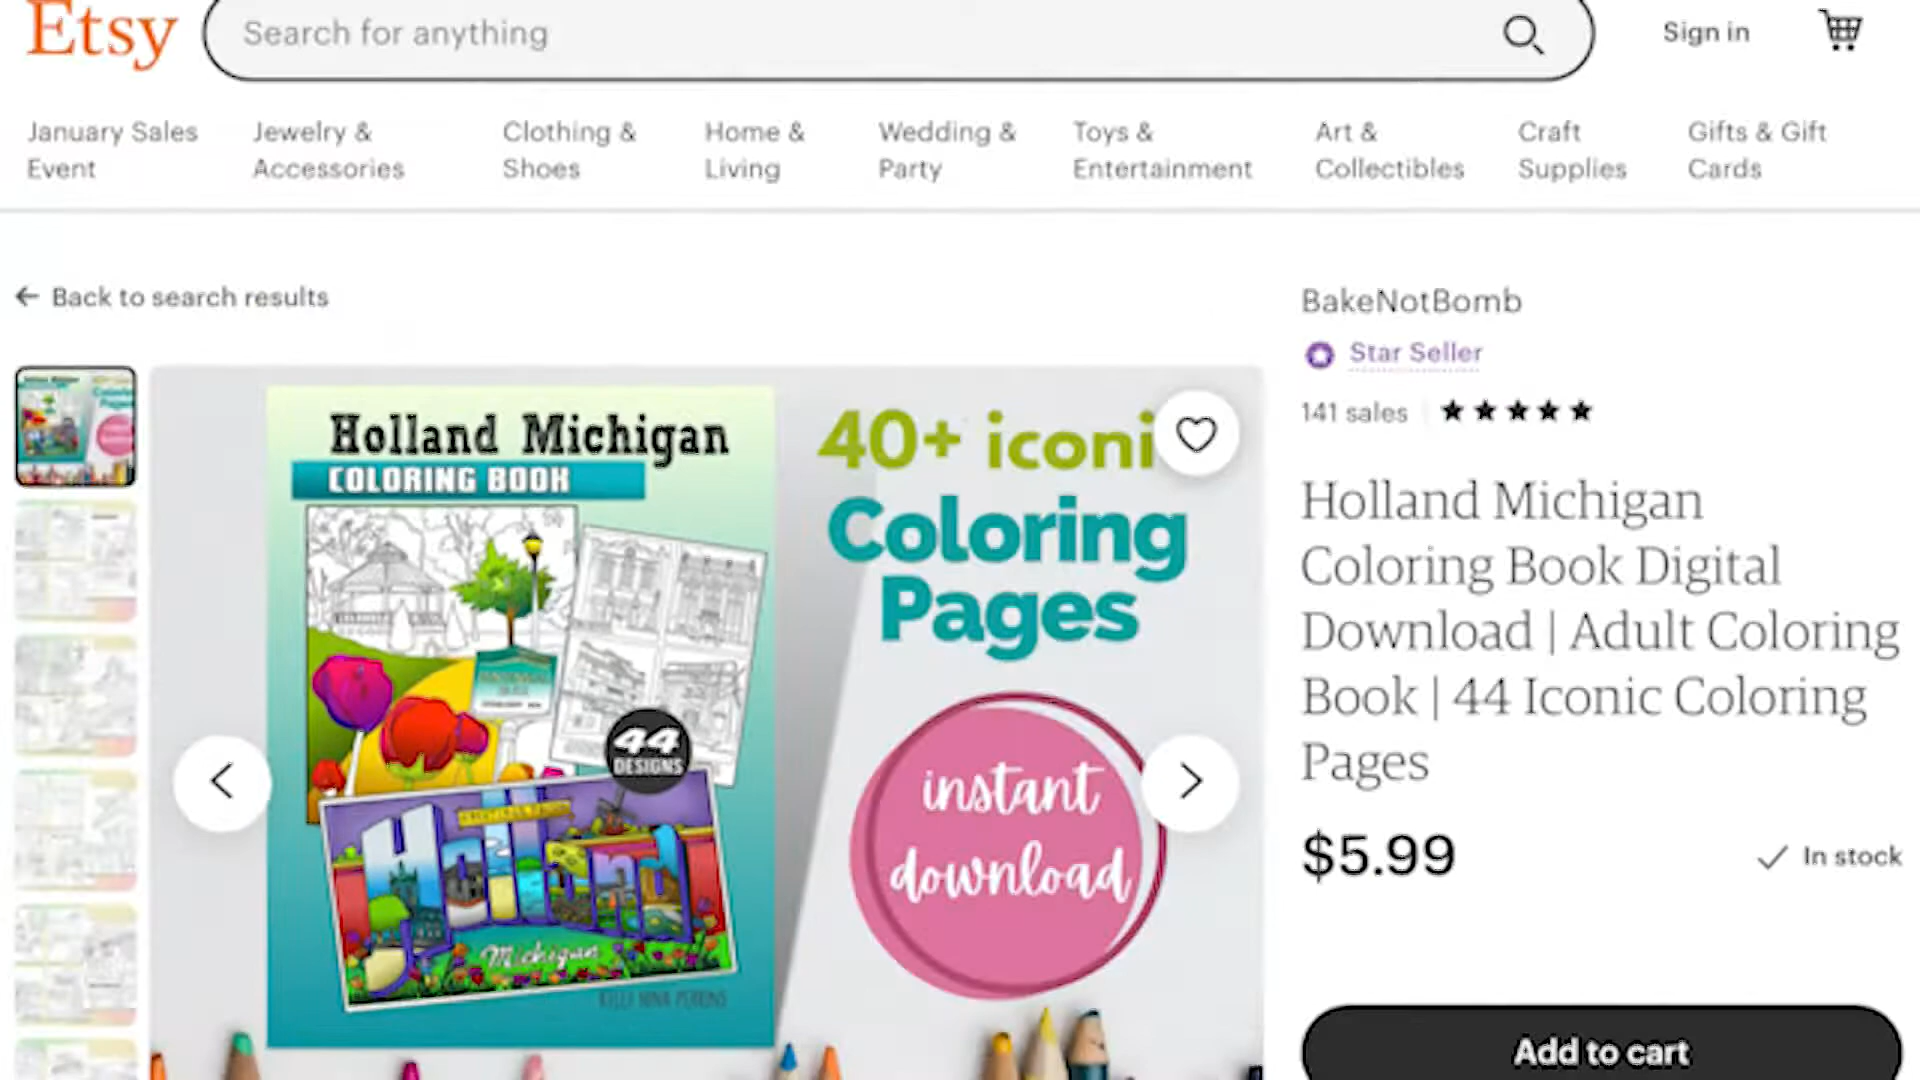 Etsy
Search for anything
Sign in
January Sales Event
Jewelry & Accessories
Clothing & Shoes
Home & Living
Wedding & Party
Toys & Entertainment
Art & Collectibles
Craft Supplies
Gifts & Gift Cards
Back to search results
Holland Michigan
COLORING BOOK
44
DESIGNS
Holland
Michigan
KELLI NINA PERKINS
40+ iconi
Coloring
Pages
instant
download
BakeNotBomb
Star Seller
141 sales
Holland Michigan
Coloring Book Digital
Download | Adult Coloring
Book | 44 Iconic Coloring
Pages
$5.99
In stock
Add to cart